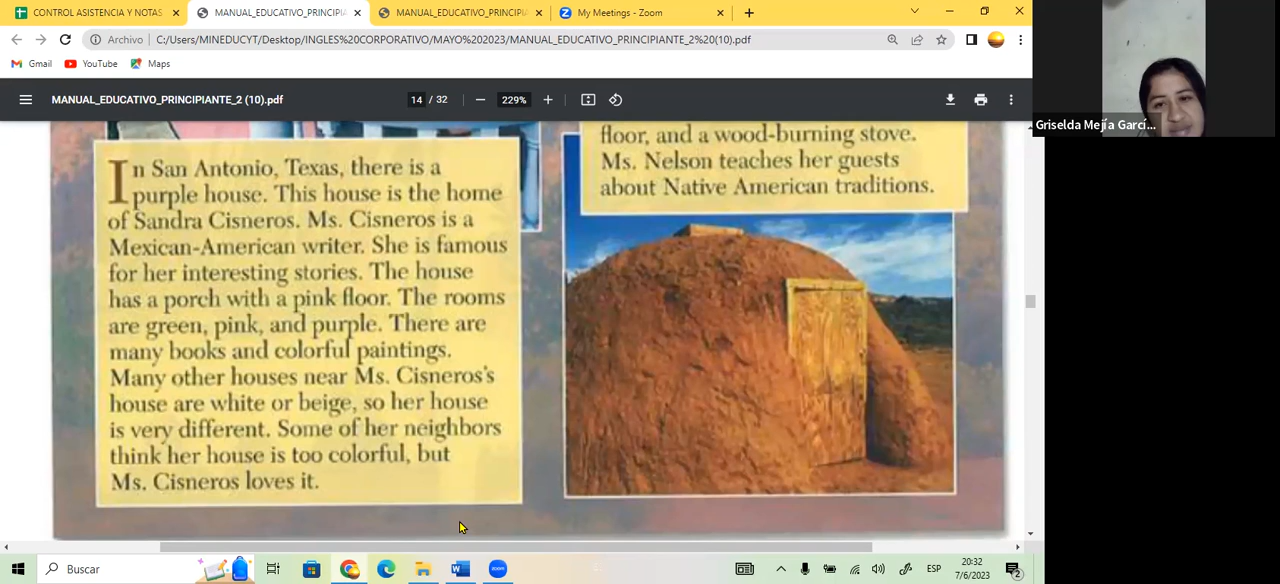 CONTROL ASISTENCIA Y NOTAS
MANUAL_EDUCATIVO_PRINCIPIA
MANUAL_EDUCATIVO_PRINCIPIA
My Meetings - Zoom
Archivo
C:/Users/MINEDUCYT/Desktop/INGLES%20CORPORATIVO/MAYO%202023/MANUAL_EDUCATIVO_PRINCIPIANTE_2%20(10).pdf
Gmail
YouTube
Maps
MANUAL_EDUCATIVO_PRINCIPIANTE_2 (10).pdf
14 / 32
229%
Griselda Mejía Garcí...
In San Antonio, Texas, there is a
purple house. This house is the home
of Sandra Cisneros. Ms. Cisneros is a
Mexican-American writer. She is famous
for her interesting stories. The house
has a porch with a pink floor. The rooms
are green, pink, and purple. There are
many books and colorful paintings.
Many other houses near Ms. Cisneros's
house are white or beige, so her house
is very different. Some of her neighbors
think her house is too colorful, but
Ms. Cisneros loves it.
floor, and a wood-burning stove.
Ms. Nelson teaches her guests
about Native American traditions.
Buscar
zoom
ESP
20:32
7/6/2023
2